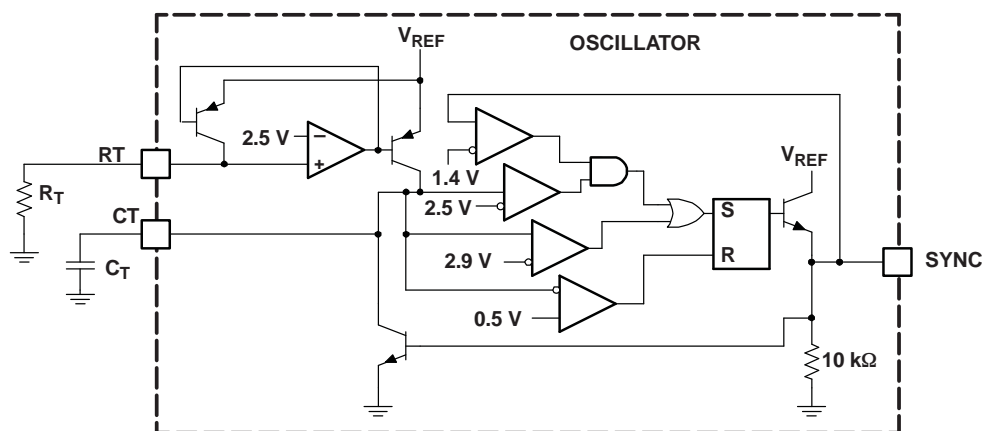 OSCILLATOR
VREF
2.5 V
−
+
RT
RT
CT
CT
1.4 V
2.5 V
2.9 V
0.5 V
S
R
VREF
SYNC
10 kΩ